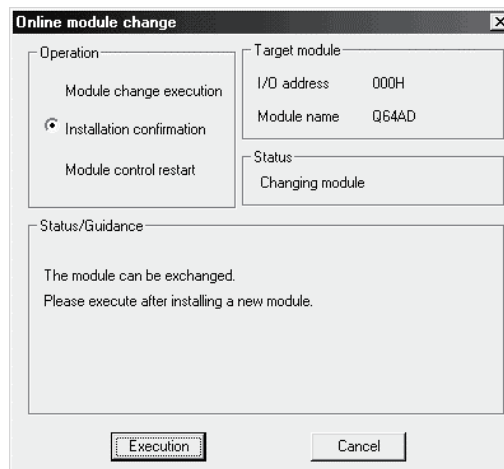 Online module change
Operation
Module change execution
Installation confirmation
Module control restart
Target module
I/O address 000H
Module name Q64AD
Status
Changing module
Status/Guidance
The module can be exchanged.
Please execute after installing a new module.
Execution
Cancel